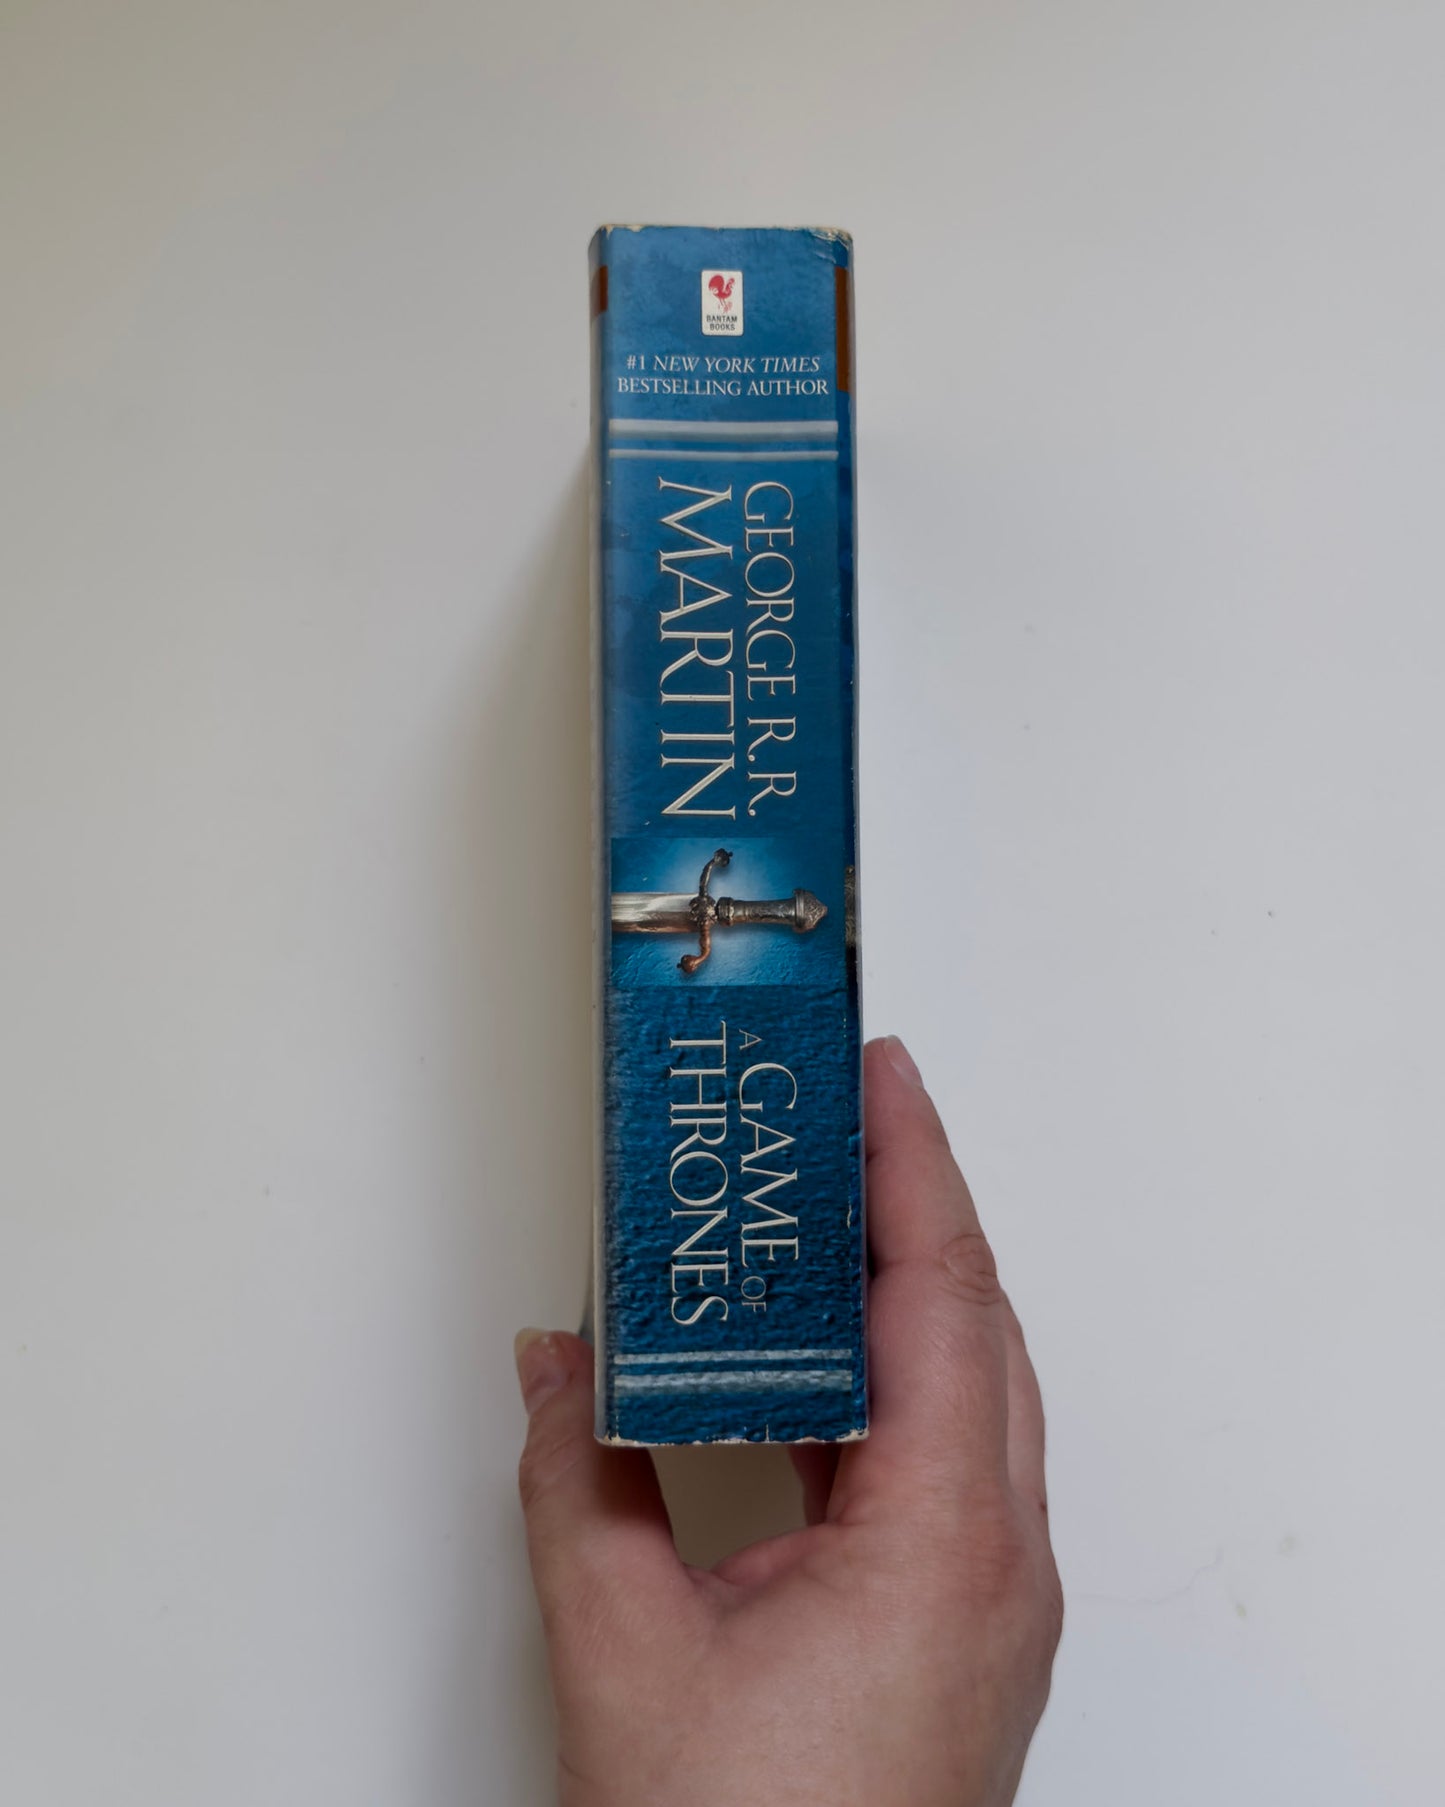 BANTAM
BOOKS
#1 NEW YORK TIMES
BESTSELLING AUTHOR
GEORGE R. R.
MARTIN
A GAME OF
THRONES